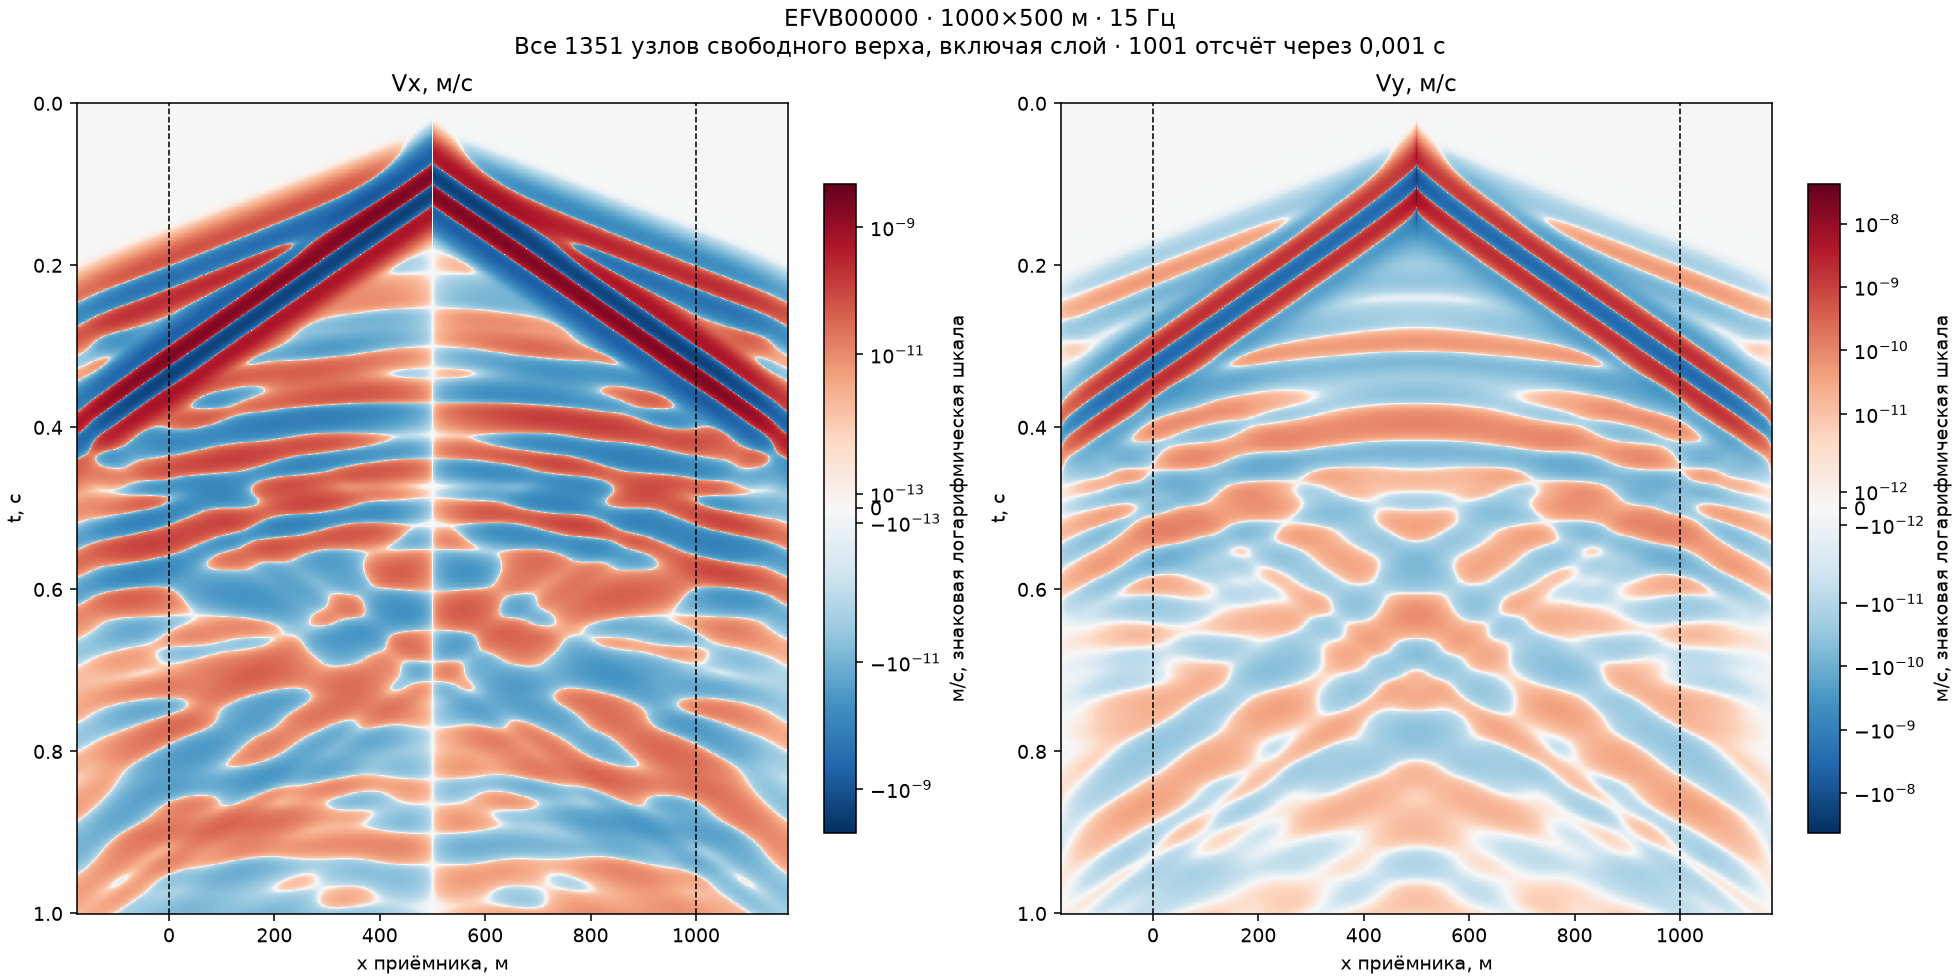 EFVB00000 · 1000×500 м · 15 Гц
Все 1351 узлов свободного верха, включая слой · 1001 отсчёт через 0,001 с
Vx, м/с
0.0
0.2
0.4
0.6
0.8
1.0
t, с
0 200 400 600 800 1000
x приёмника, м
10⁻⁹
10⁻¹¹
10⁻¹³
0
−10⁻¹³
−10⁻¹¹
−10⁻⁹
м/с, знаковая логарифмическая шкала
Vy, м/с
0.0
0.2
0.4
0.6
0.8
1.0
t, с
0 200 400 600 800 1000
x приёмника, м
10⁻⁸
10⁻⁹
10⁻¹⁰
10⁻¹¹
10⁻¹²
0
−10⁻¹²
−10⁻¹¹
−10⁻¹⁰
−10⁻⁹
−10⁻⁸
м/с, знаковая логарифмическая шкала